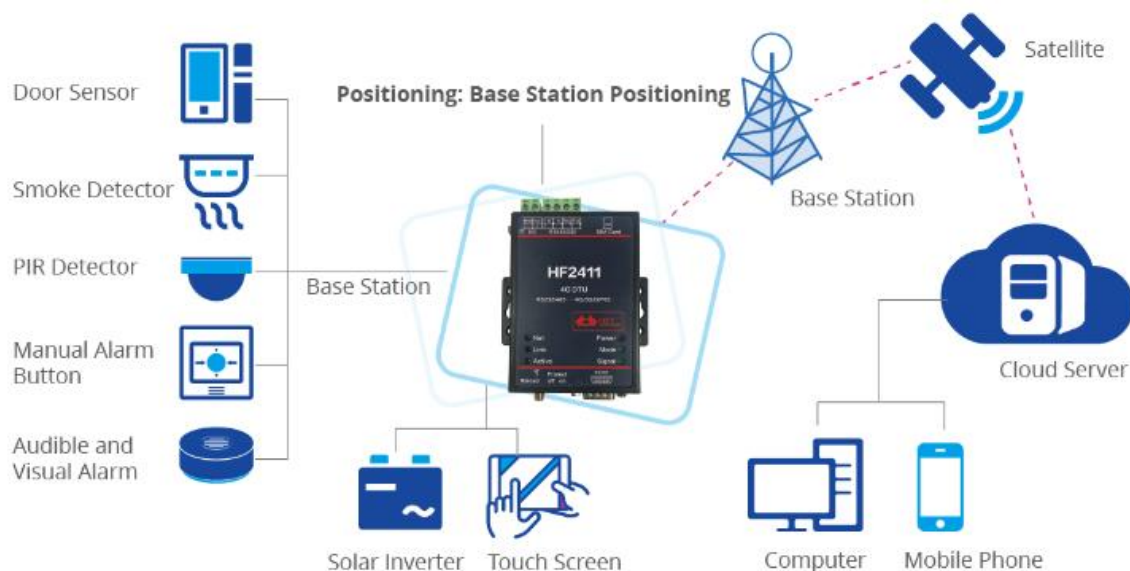 Door Sensor
Smoke Detector
PIR Detector
Manual Alarm
Button
Audible and
Visual Alarm
Base Station
Positioning: Base Station Positioning
HF2411
4G DTU
Net
Link
Active
Power
Mode
Signal
Solar Inverter
Touch Screen
Base Station
Satellite
Cloud Server
Computer
Mobile Phone